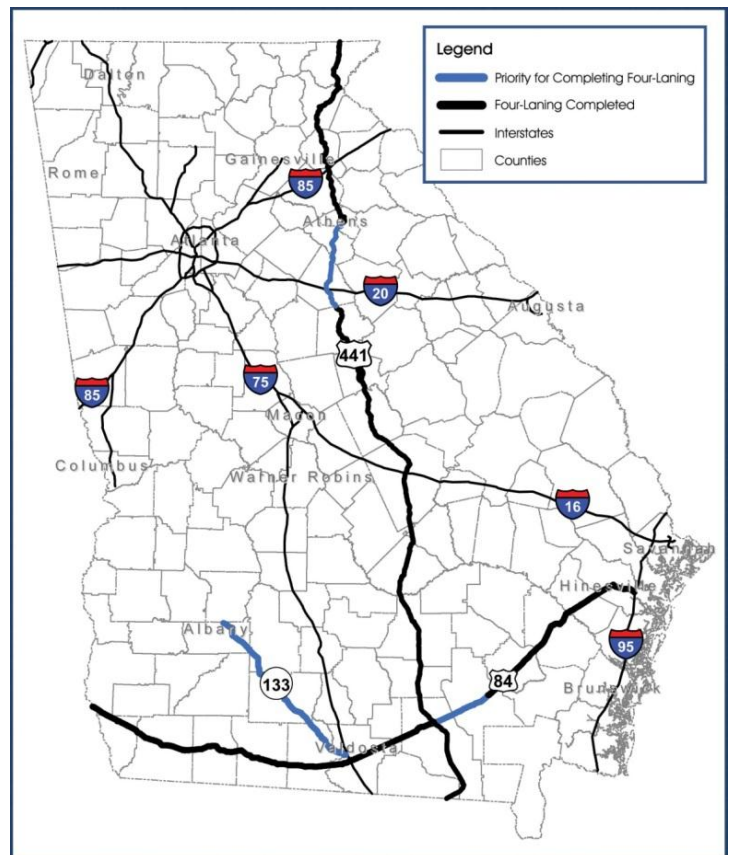 Legend
Priority for Completing Four-Laning
Four-Laning Completed
Interstates
Counties
Dalton
Gainesville
Rome
85
Athens
Atlanta
20
Augusta
441
75
85
Macon
Columbus
Warner Robins
16
Savannah
Hinesville
Albany
95
133
84
Brunswick
Valdosta